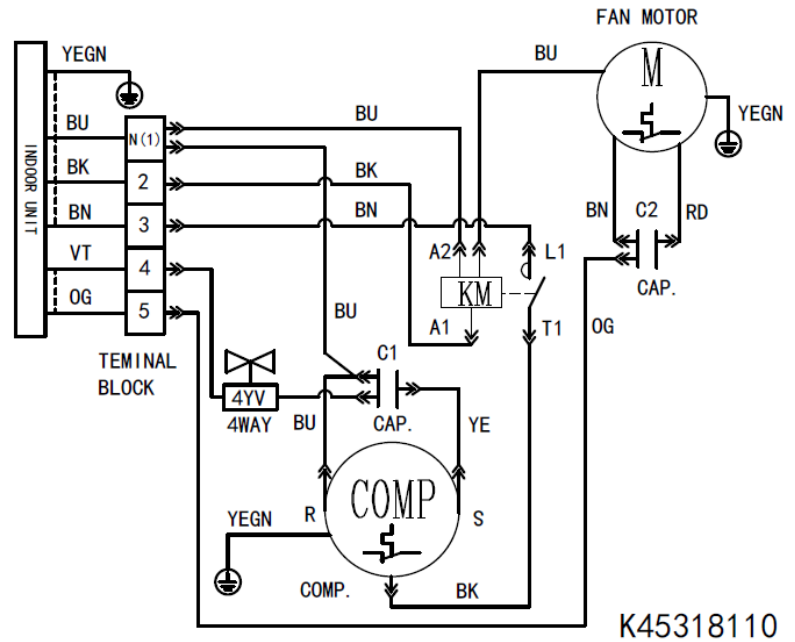 FAN MOTOR
YEGN
BU
M
YEGN
BU
BU
N(1)
BK
BK
2
INDOOR UNIT
BN
BN
3
BN
C2
RD
VT
4
A2
L1
CAP.
OG
5
KM
BU
A1
T1
OG
TEMINAL
BLOCK
C1
4YV
4WAY
BU
CAP.
YE
COMP
R
S
YEGN
COMP.
BK
K45318110